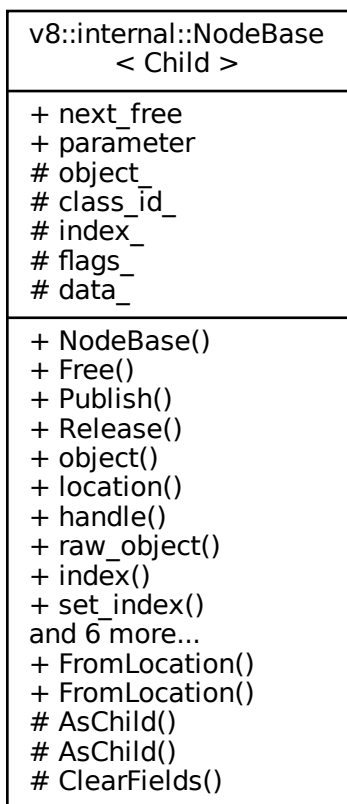 v8::internal::NodeBase
< Child >
+ next_free
+ parameter
# object_
# class_id_
# index_
# flags_
# data_
+ NodeBase()
+ Free()
+ Publish()
+ Release()
+ object()
+ location()
+ handle()
+ raw_object()
+ index()
+ set_index()
and 6 more...
+ FromLocation()
+ FromLocation()
# AsChild()
# AsChild()
# ClearFields()